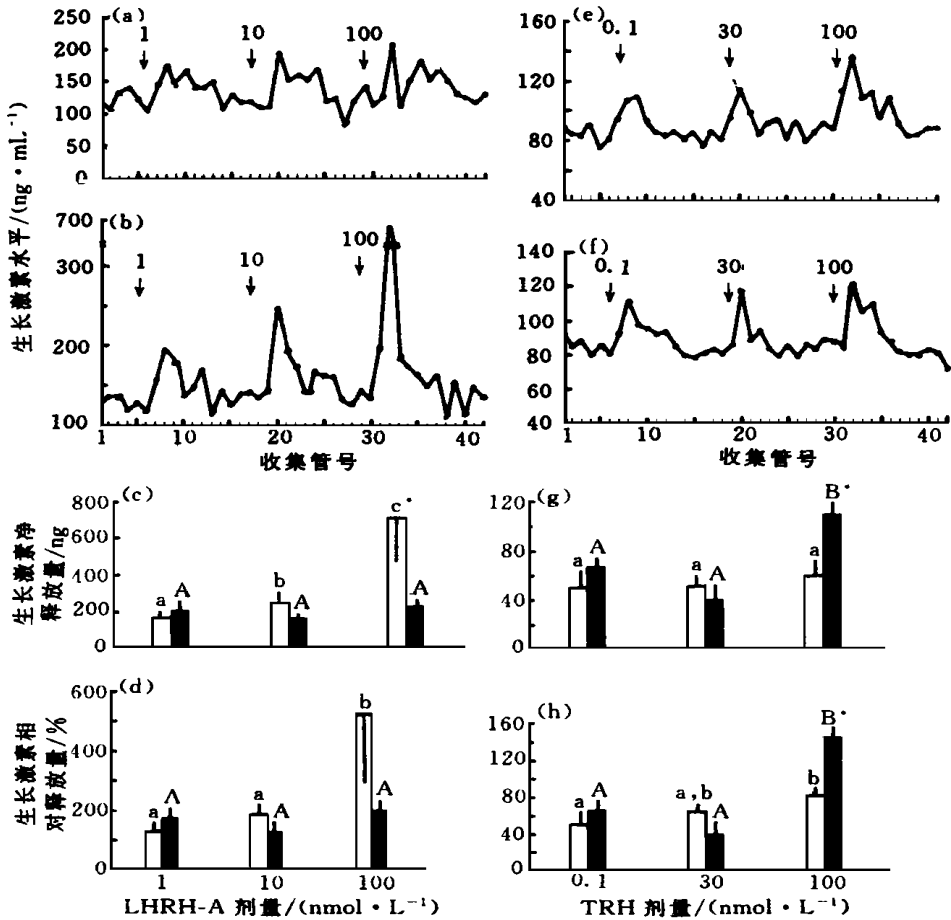 (a)
1
10
100
250
200
150
100
50
0
(e)
0.1
30
100
160
120
80
40
生长激素水平/(ng·mL⁻¹)
(b)
1
10
100
700
300
200
100
1
10
20
30
40
收集管号
(f)
0.1
30
100
140
120
100
80
60
40
1
10
20
30
40
收集管号
生长激素净
释放量/ng
(c)
800
600
400
200
0
a A
b A
c* A
(g)
120
80
40
0
a A
a A
a B*
生长激素相
对释放量/%
(d)
600
400
200
0
a A
a A
b A
1
10
100
LHRH-A 剂量/(nmol·L⁻¹)
(h)
160
120
80
40
0
a A
a,b A
b B*
0.1
30
100
TRH 剂量/(nmol·L⁻¹)